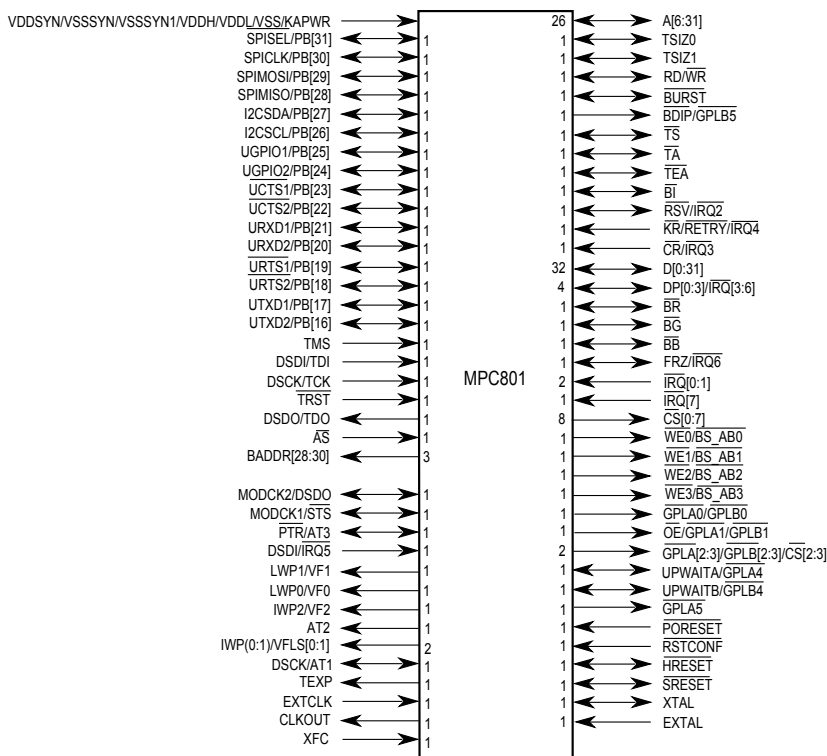 VDDSYN/VSSSYN/VSSSYN1/VDDH/VDDL/VSS/KAPWR
SPISEL/PB[31] 1
SPICLK/PB[30] 1
SPIMOSI/PB[29] 1
SPIMISO/PB[28] 1
I2CSDA/PB[27] 1
I2CSCL/PB[26] 1
UGPIO1/PB[25] 1
UGPIO2/PB[24] 1
UCTS1/PB[23] 1
UCTS2/PB[22] 1
URXD1/PB[21] 1
URXD2/PB[20] 1
URTS1/PB[19] 1
URTS2/PB[18] 1
UTXD1/PB[17] 1
UTXD2/PB[16] 1
TMS 1
DSDI/TDI 1
DSCK/TCK 1
TRST 1
DSDO/TDO 1
AS 1
BADDR[28:30] 3
MODCK2/DSDO 1
MODCK1/STS 1
PTR/AT3 1
DSDI/IRQ5 1
LWP1/VF1 1
LWP0/VF0 1
IWP2/VF2 1
AT2 1
IWP(0:1)/VFLS[0:1] 2
DSCK/AT1 1
TEXP 1
EXTCLK 1
CLKOUT 1
XFC 1
MPC801
26 A[6:31]
1 TSIZ0
1 TSIZ1
1 RD/WR
1 BURST
1 BDIP/GPLB5
1 TS
1 TA
1 TEA
1 BI
1 RSV/IRQ2
1 KR/RETRY/IRQ4
1 CR/IRQ3
32 D[0:31]
4 DP[0:3]/IRQ[3:6]
1 BR
1 BG
1 BB
1 FRZ/IRQ6
2 IRQ[0:1]
1 IRQ[7]
8 CS[0:7]
1 WE0/BS_AB0
1 WE1/BS_AB1
1 WE2/BS_AB2
1 WE3/BS_AB3
1 GPLA0/GPLB0
1 OE/GPLA1/GPLB1
2 GPLA[2:3]/GPLB[2:3]/CS[2:3]
1 UPWAITA/GPLA4
1 UPWAITB/GPLB4
1 GPLA5
1 PORESET
1 RSTCONF
1 HRESET
1 SRESET
1 XTAL
1 EXTAL